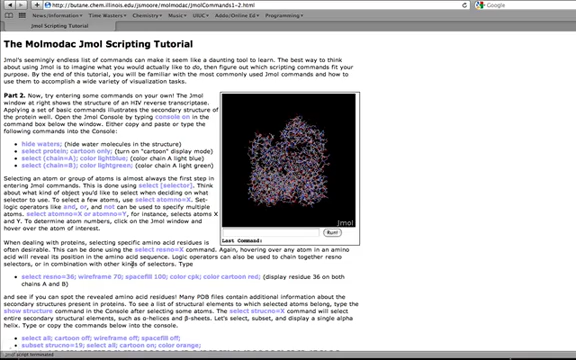 http://butane.chem.illinois.edu/jsmoore/molmodac/JmolCommands1-2.html
Google
News/Information Time Wasters Chemistry Music UIUC Addo/Online Ed Programming
Jmol Scripting Tutorial
The Molmodac Jmol Scripting Tutorial
Jmol's seemingly endless list of commands can make it seem like a daunting tool to learn. The best way to think
about using Jmol is to imagine what you would actually like to do, then figure out which scripting commands fit your
purpose. By the end of this tutorial, you will be familiar with the most commonly used Jmol commands and how to
use them to accomplish a wide variety of visualization tasks.
Part 2. Now, try entering some commands on your own! The Jmol
window at right shows the structure of an HIV reverse transcriptase.
Applying a set of basic commands illustrates the secondary structure of
the protein well. Open the Jmol Console by typing console on in the
command box below the window. Either copy and paste or type the
following commands into the Console:
hide waters; (hide water molecules in the structure)
select protein; cartoon only; (turn on "cartoon" display mode)
select (chain=A); color lightblue; (color chain A light blue)
select (chain=B); color lightgreen; (color chain A light green)
Jmol
Run!
Last Command:
Selecting an atom or group of atoms is almost always the first step in
entering Jmol commands. This is done using select [selector]. Think
about what kind of object you'd like to select when deciding on what
selector to use. To select a few atoms, use select atomno=X. Set-
logic operators like and, or, and not can be used to specify multiple
atoms. select atomno=X or atomno=Y, for instance, selects atoms X
and Y. To determine atom numbers, click on the Jmol window and
hover over the atom of interest.
When dealing with proteins, selecting specific amino acid residues is
often desirable. This can be done using the select resno=X command. Again, hovering over any atom in an amino
acid will reveal its position in the amino acid sequence. Logic operators can also be used to chain together resno
selectors, or in combination with other kinds of selectors. Type
select resno=36; wireframe 70; spacefill 100; color cpk; color cartoon red; (display residue 36 on both
chains A and B)
and see if you can spot the revealed amino acid residues! Many PDB files contain additional information about the
secondary structures present in proteins. To see a list of structural elements to which selected atoms belong, type the
show structure command in the Console after selecting some atoms. The select strucno=X command will select
entire secondary structural elements, such as α-helices and β-sheets. Let's select, subset, and display a single alpha
helix. Type or copy the commands below into the console.
select all; cartoon off; wireframe off; spacefill off;
subset strucno=19; select all; cartoon on; color orange;
script terminated